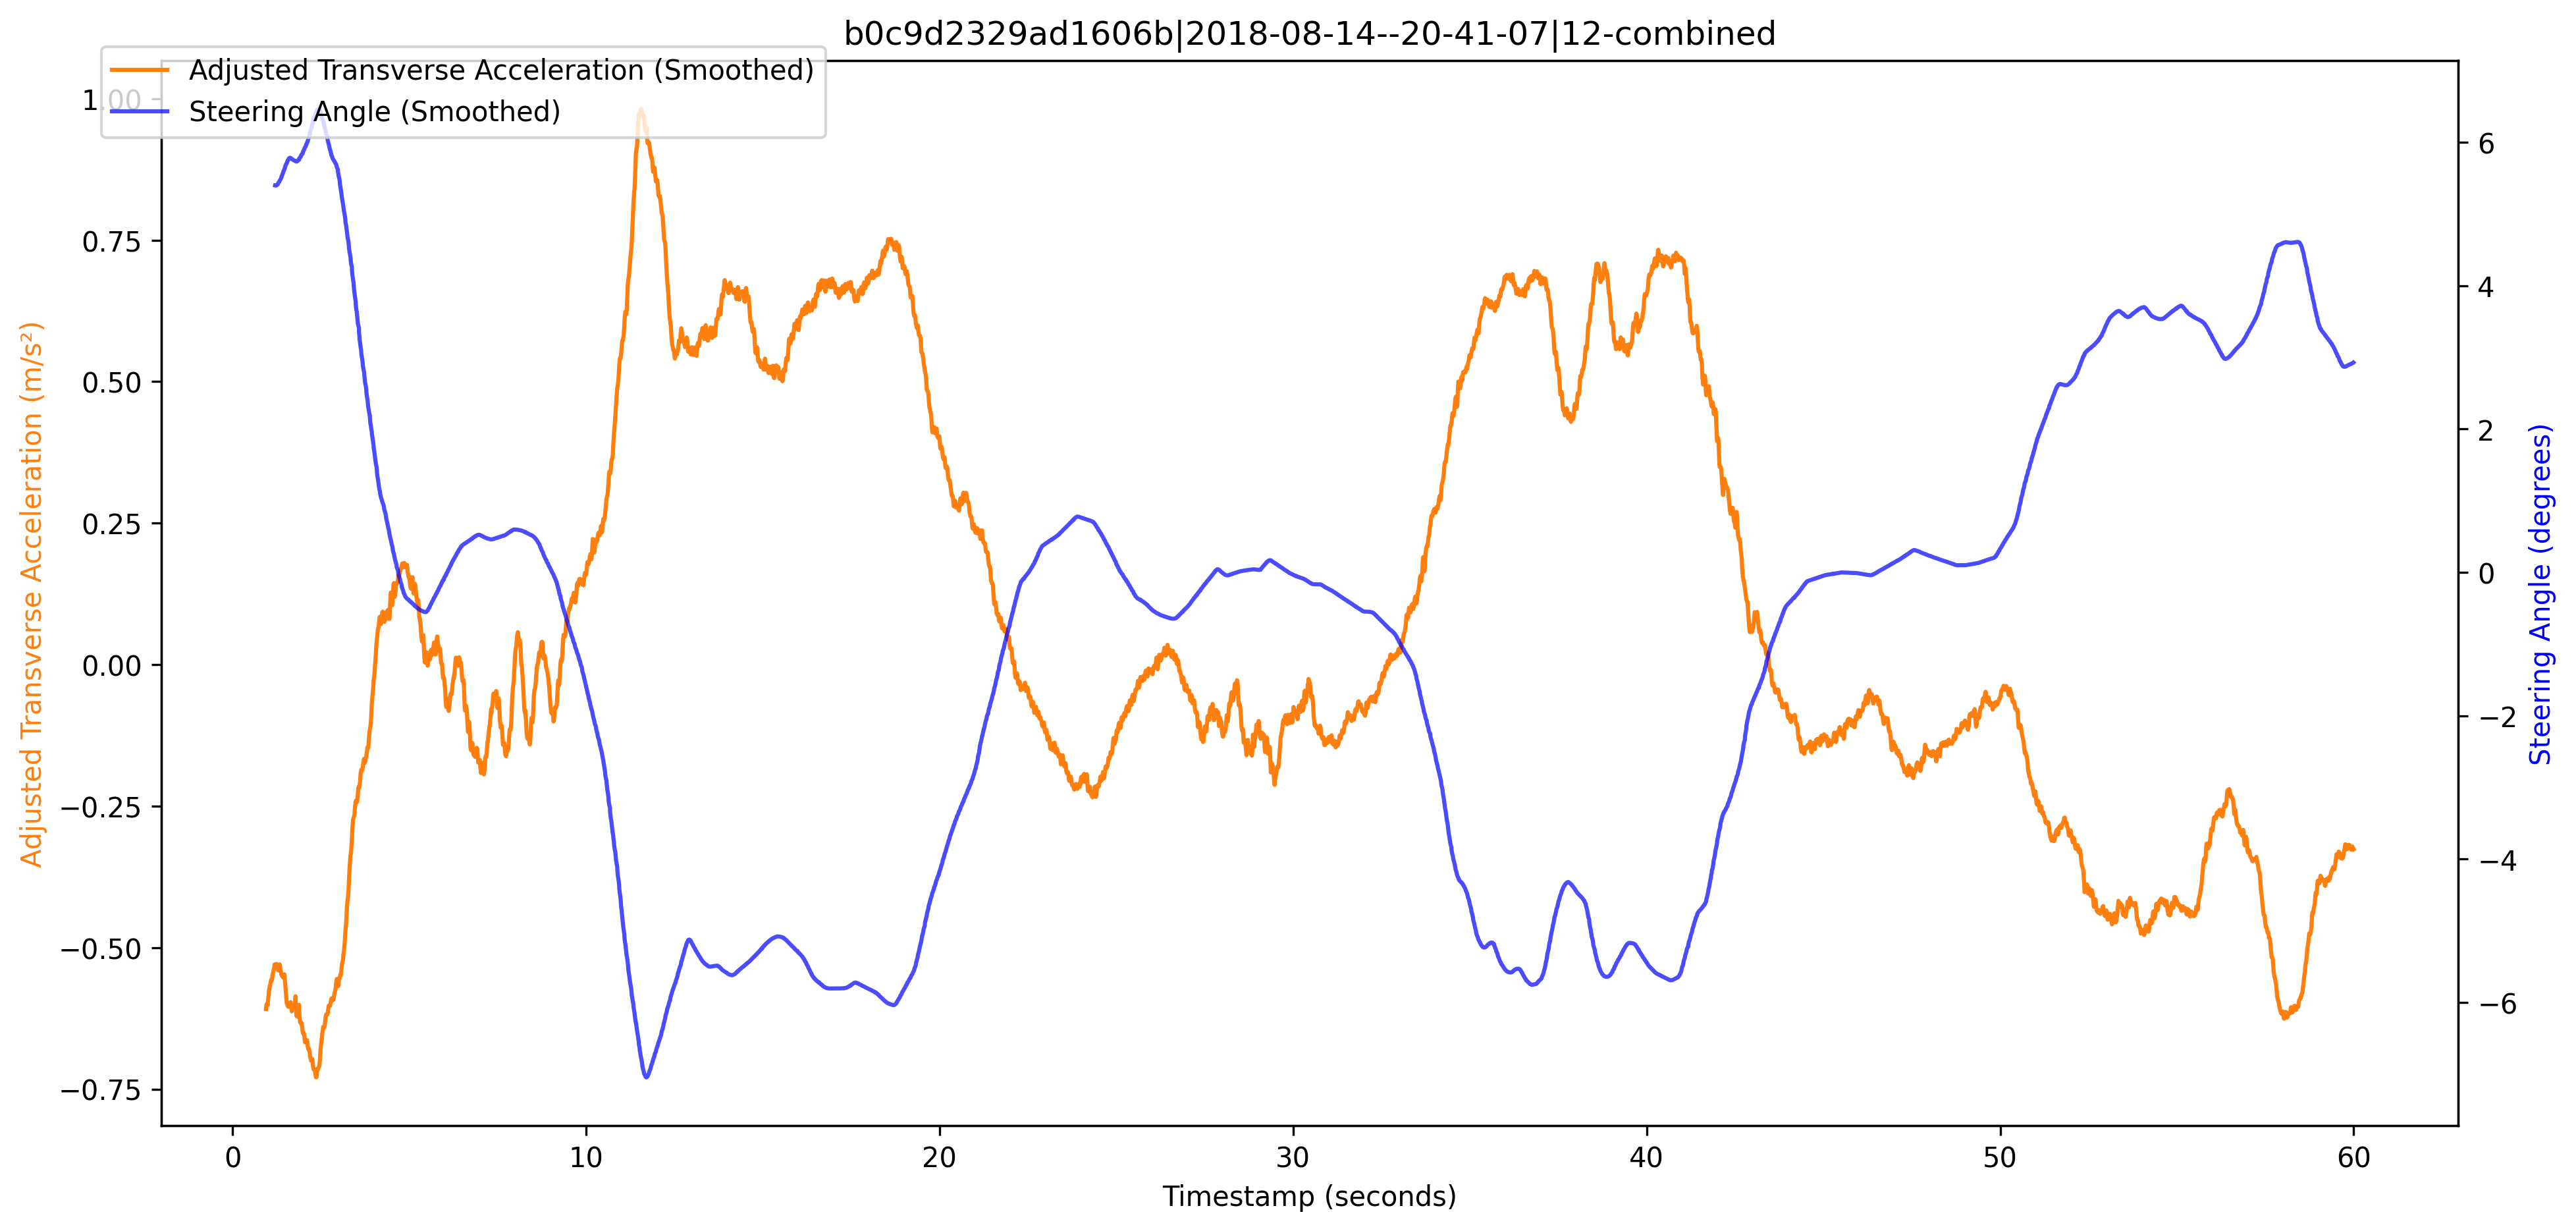 b0c9d2329ad1606b|2018-08-14--20-41-07|12-combined
Adjusted Transverse Acceleration (Smoothed)
Steering Angle (Smoothed)
1.00
0.75
0.50
0.25
0.00
−0.25
−0.50
−0.75
Adjusted Transverse Acceleration (m/s²)
6
4
2
0
−2
−4
−6
Steering Angle (degrees)
0 10 20 30 40 50 60
Timestamp (seconds)